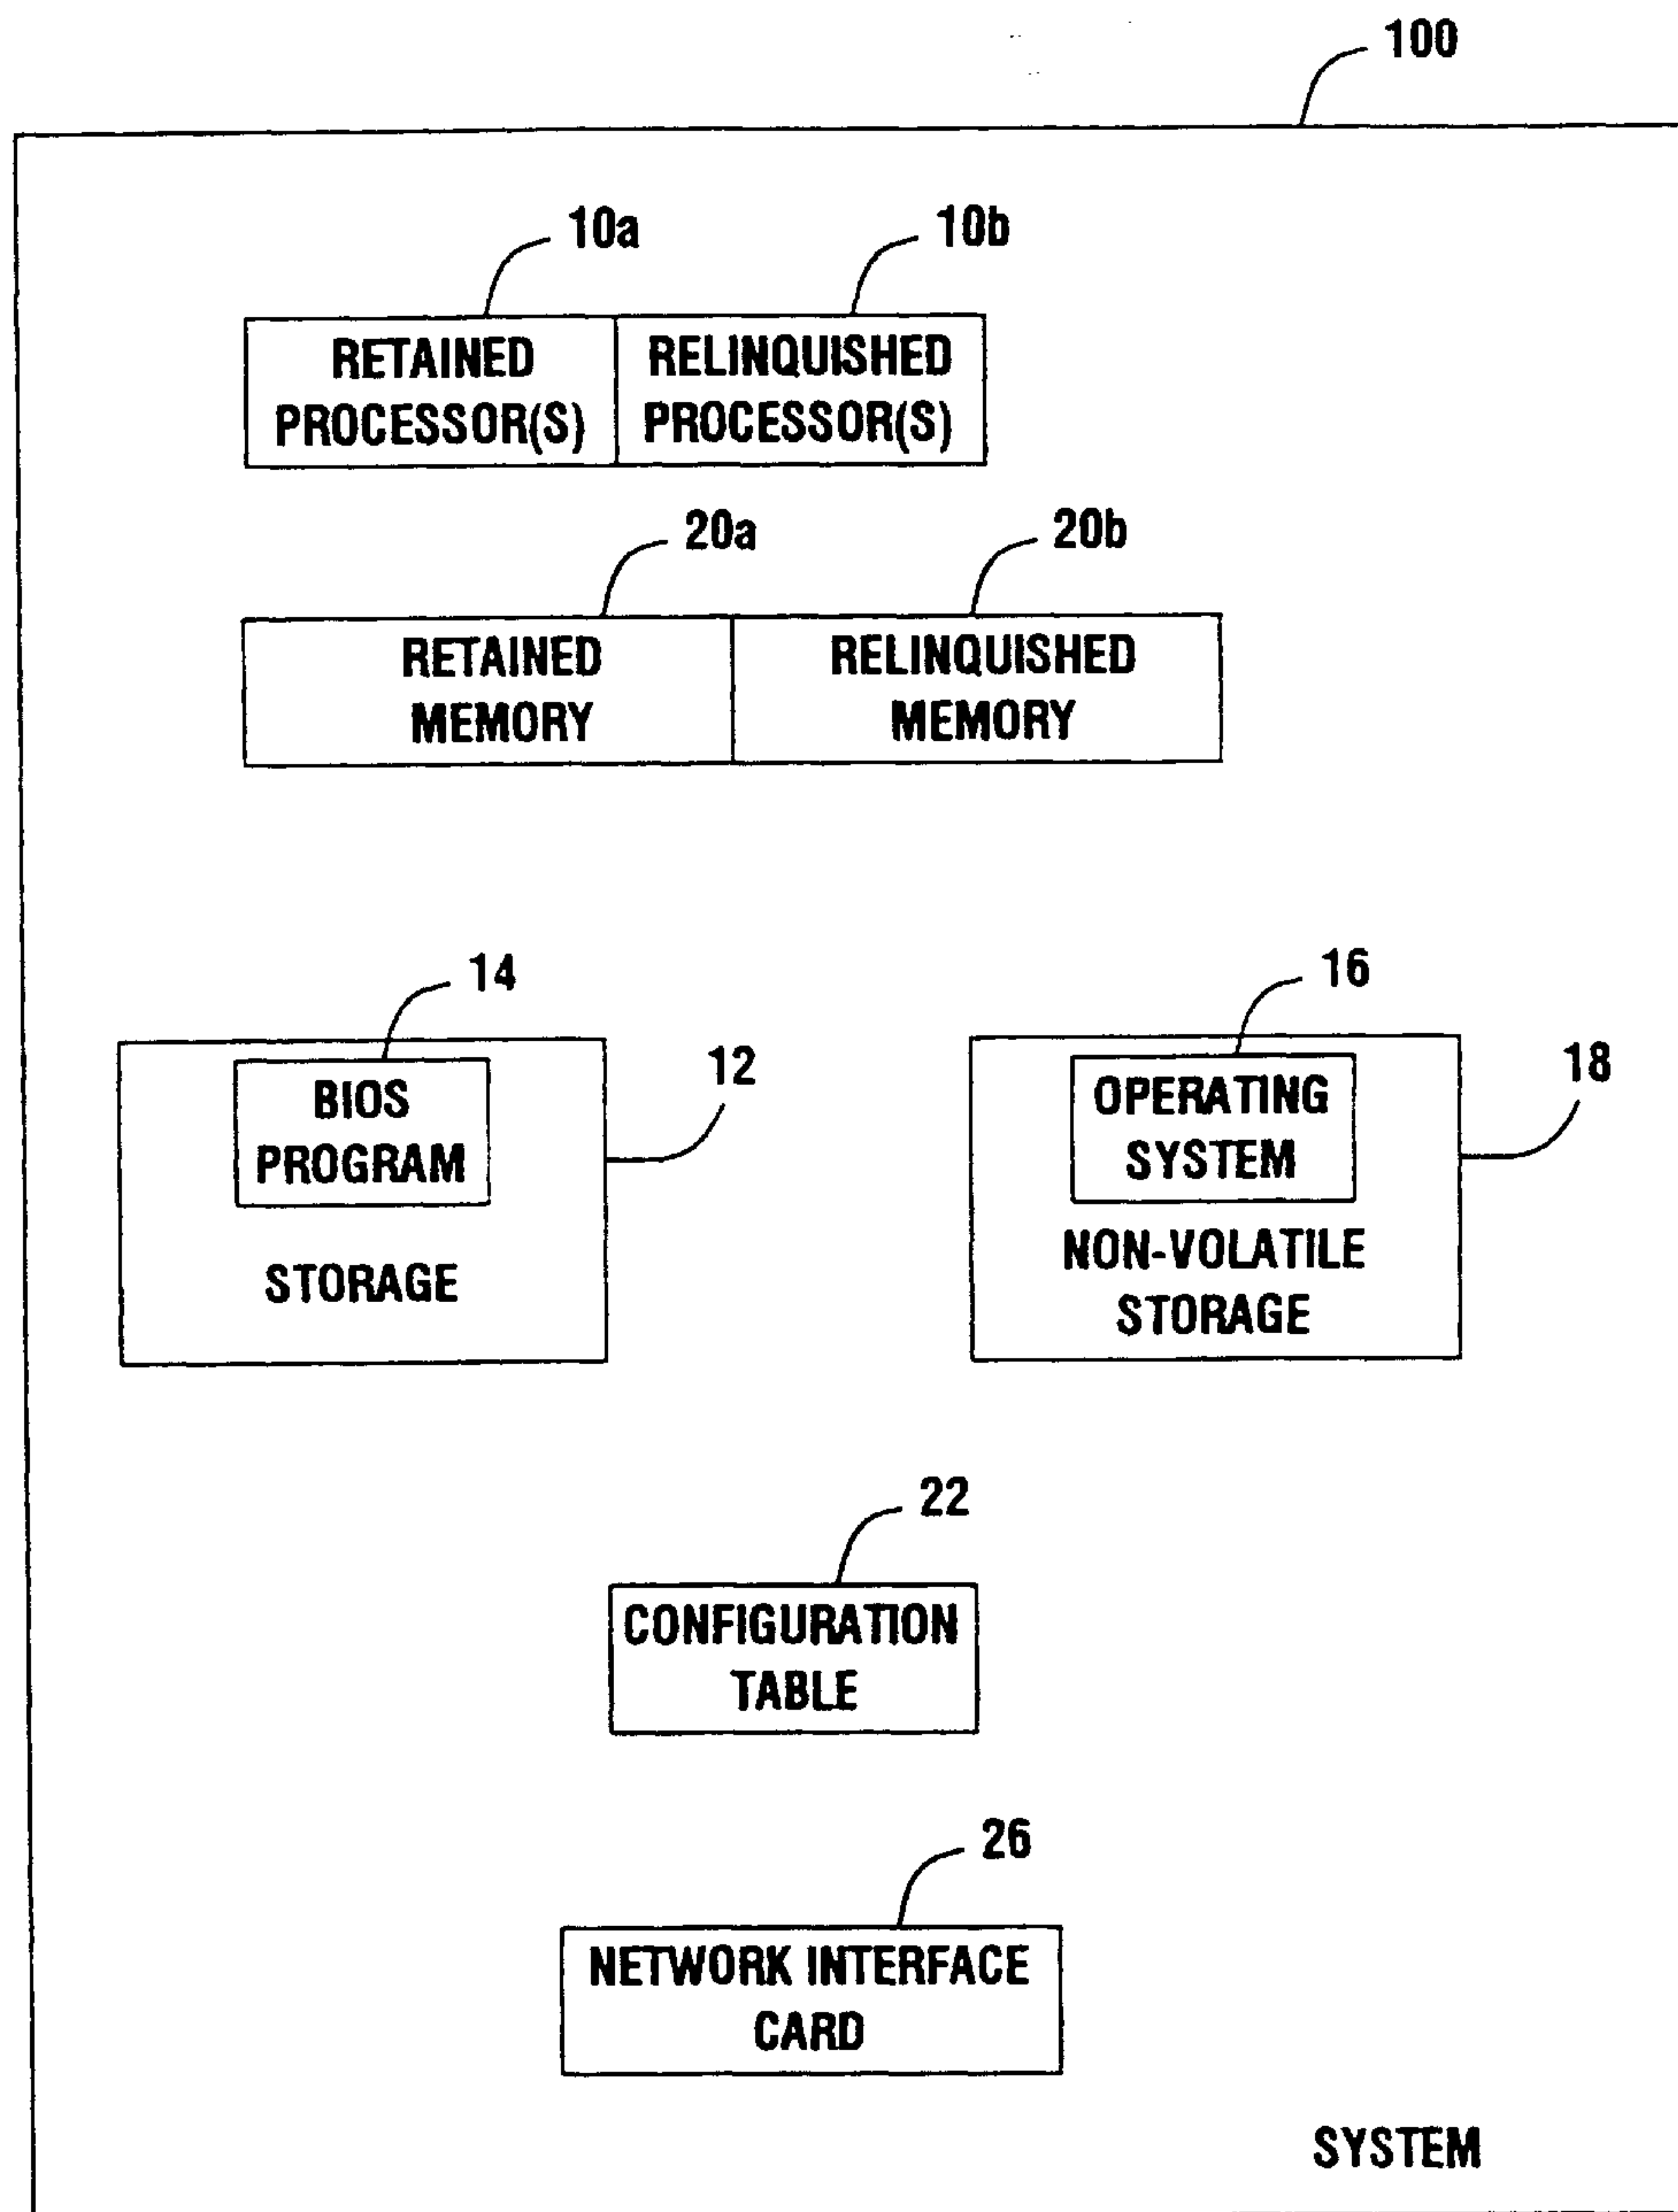 100
10a
10b
RETAINED
PROCESSOR(S)
RELINQUISHED
PROCESSOR(S)
20a
20b
RETAINED
MEMORY
RELINQUISHED
MEMORY
14
16
12
18
BIOS
PROGRAM
STORAGE
OPERATING
SYSTEM
NON-VOLATILE
STORAGE
22
CONFIGURATION
TABLE
26
NETWORK INTERFACE
CARD
SYSTEM